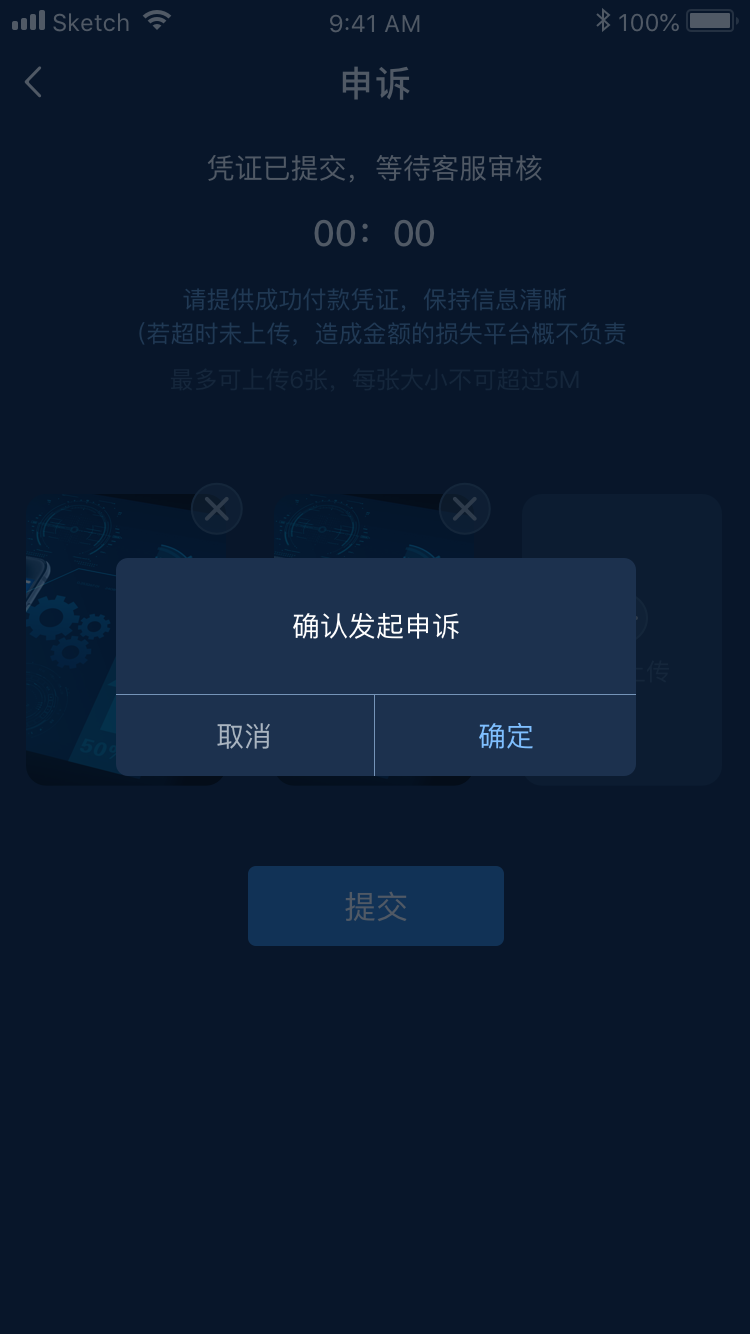 Sketch 9:41 AM 100%
申诉
凭证已提交，等待客服审核
00：00
请提供成功付款凭证，保持信息清晰
（若超时未上传，造成金额的损失平台概不负责
最多可上传6张，每张大小不可超过5M
确认发起申诉
上传
取消 确定
50%
提交